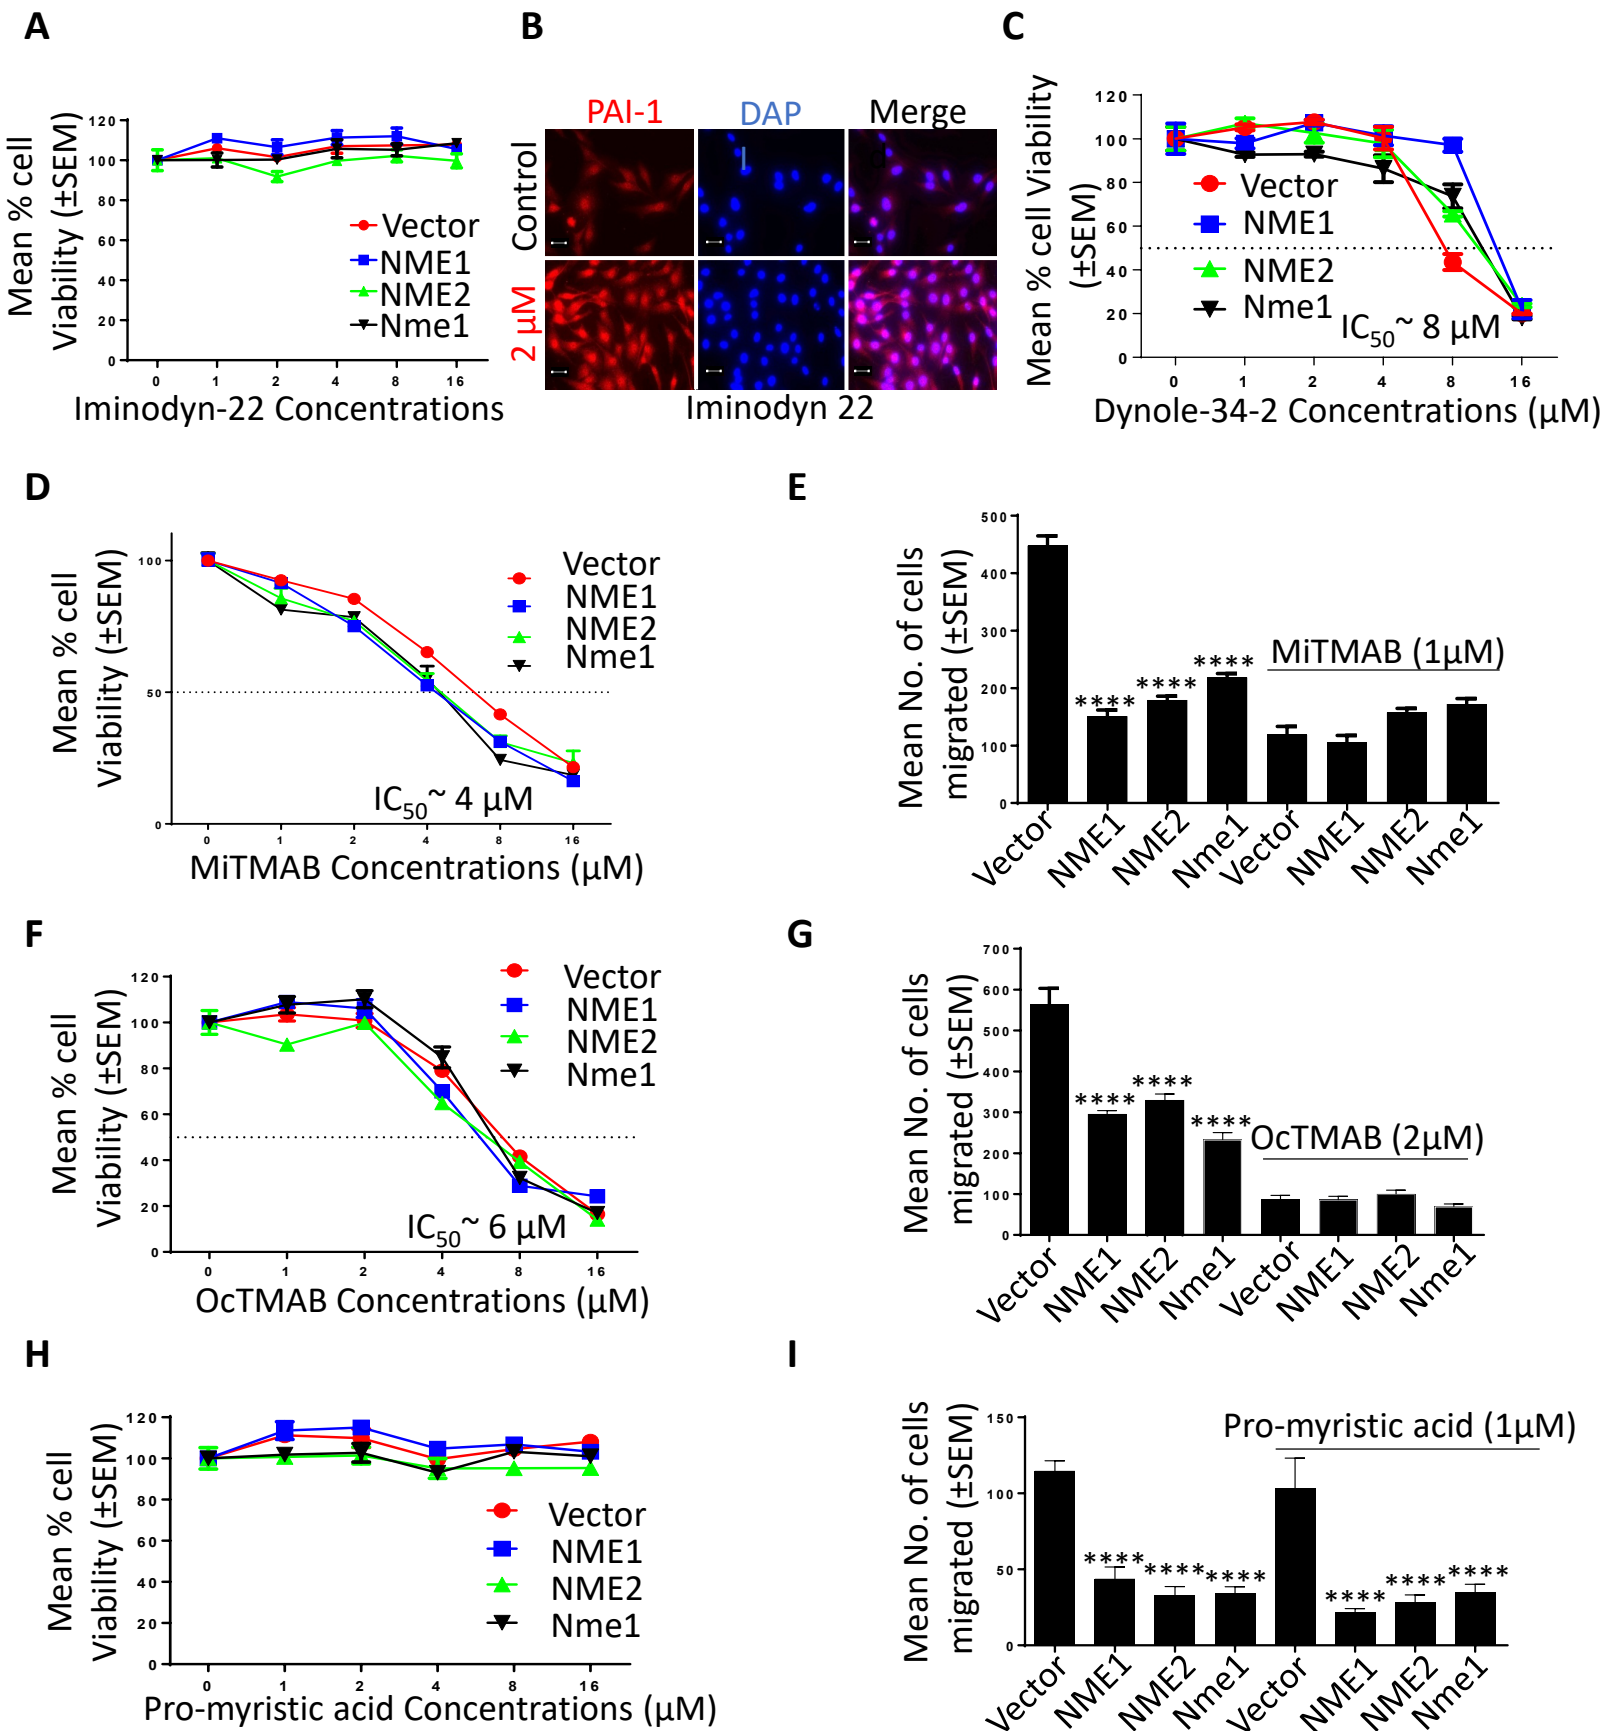 A
Mean % cell
Viability (±SEM)
120
100
80
60
40
20
0
Vector
NME1
NME2
Nme1
0 1 2 4 8 16
Iminodyn-22 Concentrations
B
PAI-1 DAP Merge
Control
2 µM
Iminodyn 22
C
Mean % cell Viability
(±SEM)
120
100
80
60
40
20
0
Vector
NME1
NME2
Nme1
IC50~ 8 µM
0 1 2 4 8 16
Dynole-34-2 Concentrations (µM)
D
Mean % cell
Viability (±SEM)
100
50
0
Vector
NME1
NME2
Nme1
IC50~ 4 µM
0 1 2 4 8 16
MiTMAB Concentrations (µM)
E
Mean No. of cells
migrated (±SEM)
500
400
300
200
100
0
**** **** ****
MiTMAB (1µM)
Vector NME1 NME2 Nme1 Vector NME1 NME2 Nme1
F
Mean % cell
Viability (±SEM)
120
100
80
60
40
20
0
Vector
NME1
NME2
Nme1
IC50~ 6 µM
0 1 2 4 8 16
OcTMAB Concentrations (µM)
G
Mean No. of cells
migrated (±SEM)
700
600
500
400
300
200
100
0
**** **** ****
OcTMAB (2µM)
Vector NME1 NME2 Nme1 Vector NME1 NME2 Nme1
H
Mean % cell
Viability (±SEM)
120
100
80
60
40
20
0
Vector
NME1
NME2
Nme1
0 1 2 4 8 16
Pro-myristic acid Concentrations (µM)
I
Mean No. of cells
migrated (±SEM)
150
100
50
0
Pro-myristic acid (1µM)
**** **** **** **** **** ****
Vector NME1 NME2 Nme1 Vector NME1 NME2 Nme1